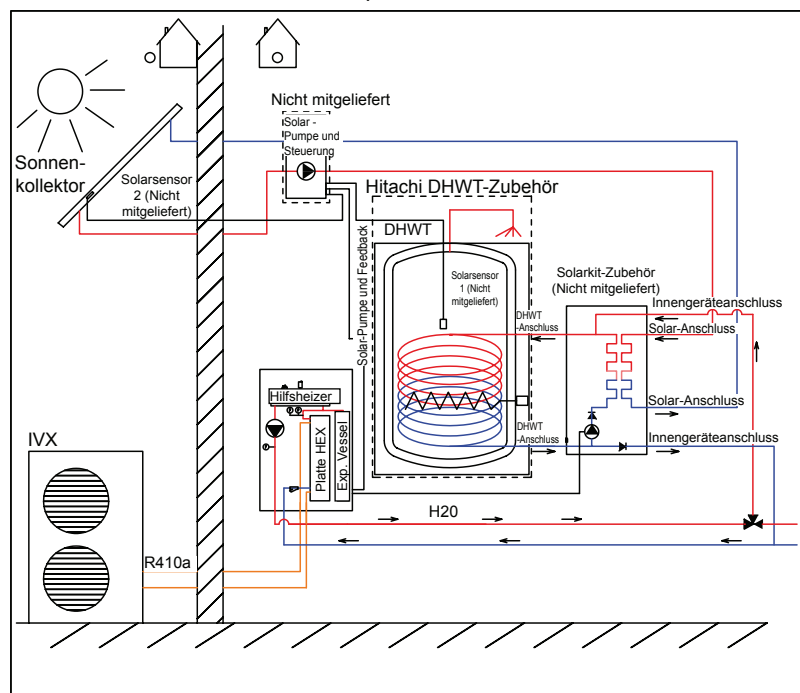 Nicht mitgeliefert
Solar -
Pumpe und
Steuerung
Sonnen-
kollektor
Solarsensor
2 (Nicht
mitgeliefert)
Hitachi DHWT-Zubehör
DHWT
Solar-Pumpe und Feedback
Solarsensor
1 (Nicht
mitgeliefert)
Solarkit-Zubehör
(Nicht mitgeliefert)
Innengeräteanschluss
DHWT
-Anschluss
Solar-Anschluss
Hilfsheizer
Solar-Anschluss
DHWT
-Anschluss
Innengeräteanschluss
IVX
Platte HEX
Exp. Vessel
H20
R410a